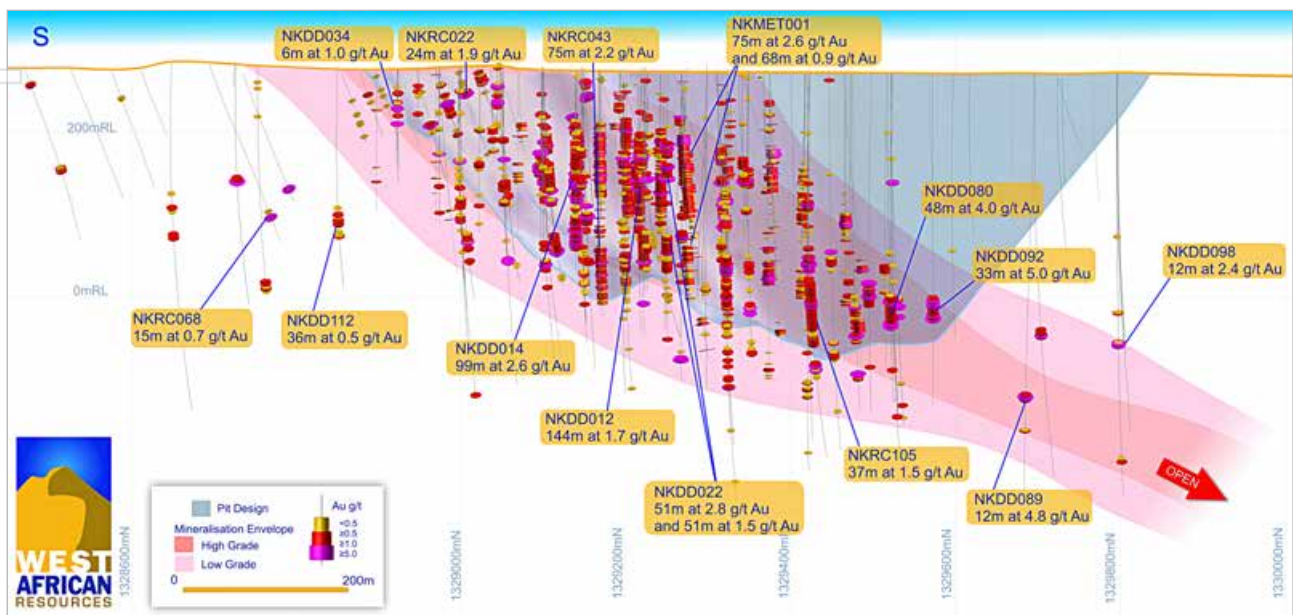 S
NKDD034
6m at 1.0 g/t Au
NKRC022
24m at 1.9 g/t Au
NKRC043
75m at 2.2 g/t Au
NKMET001
75m at 2.6 g/t Au
and 68m at 0.9 g/t Au
200mRL
NKDD080
48m at 4.0 g/t Au
NKDD092
33m at 5.0 g/t Au
NKDD098
12m at 2.4 g/t Au
0mRL
NKRC068
15m at 0.7 g/t Au
NKDD112
36m at 0.5 g/t Au
NKDD014
99m at 2.6 g/t Au
NKDD012
144m at 1.7 g/t Au
NKRC105
37m at 1.5 g/t Au
NKDD022
51m at 2.8 g/t Au
and 51m at 1.5 g/t Au
NKDD089
12m at 4.8 g/t Au
OPEN
WEST
AFRICAN
RESOURCES
Pit Design
Mineralisation Envelope
High Grade
Low Grade
Au g/t
<0.5
≥0.5
≥1.0
≥5.0
0
200m
1328600mN
1329000mN
1329200mN
1329400mN
1329600mN
1329800mN
1330000mN